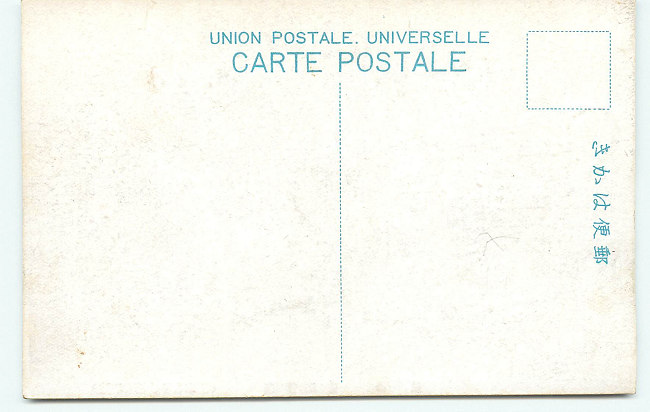 UNION POSTALE. UNIVERSELLE
CARTE POSTALE
郵便はかき